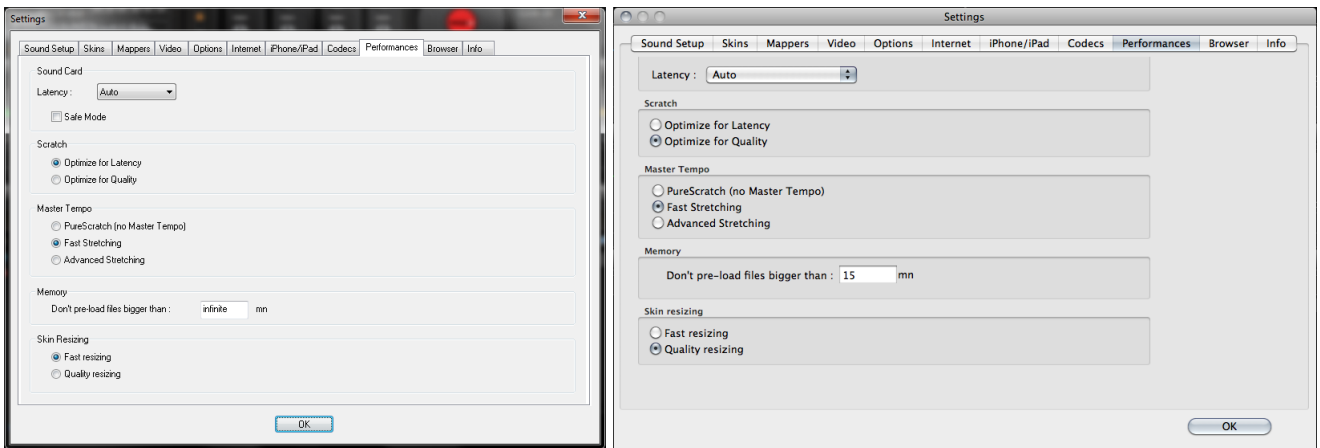 Settings
Sound Setup Skins Mappers Video Options Internet iPhone/iPad Codecs Performances Browser Info
Sound Card
Latency : Auto
Safe Mode
Scratch
Optimize for Latency
Optimize for Quality
Master Tempo
PureScratch (no Master Tempo)
Fast Stretching
Advanced Stretching
Memory
Don't pre-load files bigger than : infinite mn
Skin Resizing
Fast resizing
Quality resizing
OK
Settings
Sound Setup Skins Mappers Video Options Internet iPhone/iPad Codecs Performances Browser Info
Latency : Auto
Scratch
Optimize for Latency
Optimize for Quality
Master Tempo
PureScratch (no Master Tempo)
Fast Stretching
Advanced Stretching
Memory
Don't pre-load files bigger than : 15 mn
Skin resizing
Fast resizing
Quality resizing
OK